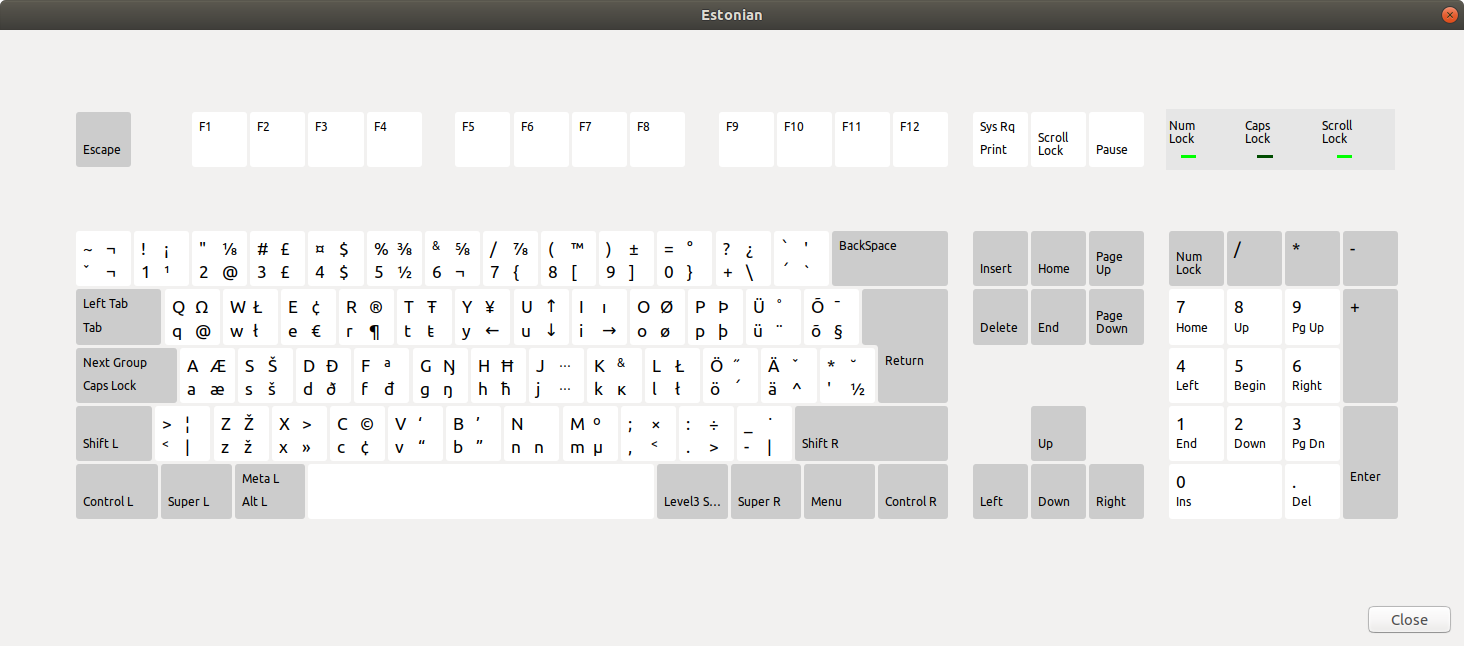 Estonian
Escape
F1 F2 F3 F4 F5 F6 F7 F8 F9 F10 F11 F12
Sys Rq
Print
Scroll
Lock
Pause
Num
Lock
Caps
Lock
Scroll
Lock
~ ¬ ! ¡ " ⅛ # £ ¤ $ % ⅜ & ⅝ / ⅞ ( ™ ) ± = ° ? ¿ ` '
ˇ ¬ 1 ¹ 2 @ 3 £ 4 $ 5 ½ 6 ¬ 7 { 8 [ 9 ] 0 } + \ ´ `
BackSpace
Insert
Home
Page
Up
Num
Lock
/ * -
Left Tab
Tab
Q Ω W Ł E ¢ R ® T Ŧ Y ¥ U ↑ I ı O Ø P Þ Ü ° Õ ¯
q @ w ł e € r ¶ t ŧ y ← u ↓ i → o ø p þ ü ¨ õ §
Return
Delete
End
Page
Down
7 8 9 +
Home Up Pg Up
Next Group
Caps Lock
A Æ S Š D Ð F ª G Ŋ H Ħ J ··· K & L Ł Ö ˝ Ä ˇ * ˘
a æ s š d ð f đ g ŋ h ħ j ··· k ĸ l ł ö ´ ä ^ ' ½
4 5 6
Left Begin Right
Shift L
> ¦ Z Ž X > C © V ‘ B ’ N M º ; × : ÷ _ ˙
< | z ž x » c ¢ v “ b ” n n m µ , < . > - |
Shift R
Up
1 2 3
End Down Pg Dn
Enter
Control L
Super L
Meta L
Alt L
Level3 S...
Super R
Menu
Control R
Left
Down
Right
0 .
Ins Del
Close